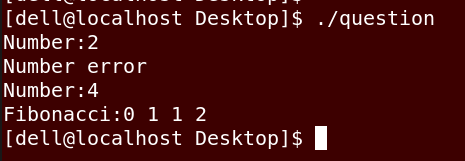 [dell@localhost Desktop]$ ./question
Number:2
Number error
Number:4
Fibonacci:0 1 1 2
[dell@localhost Desktop]$